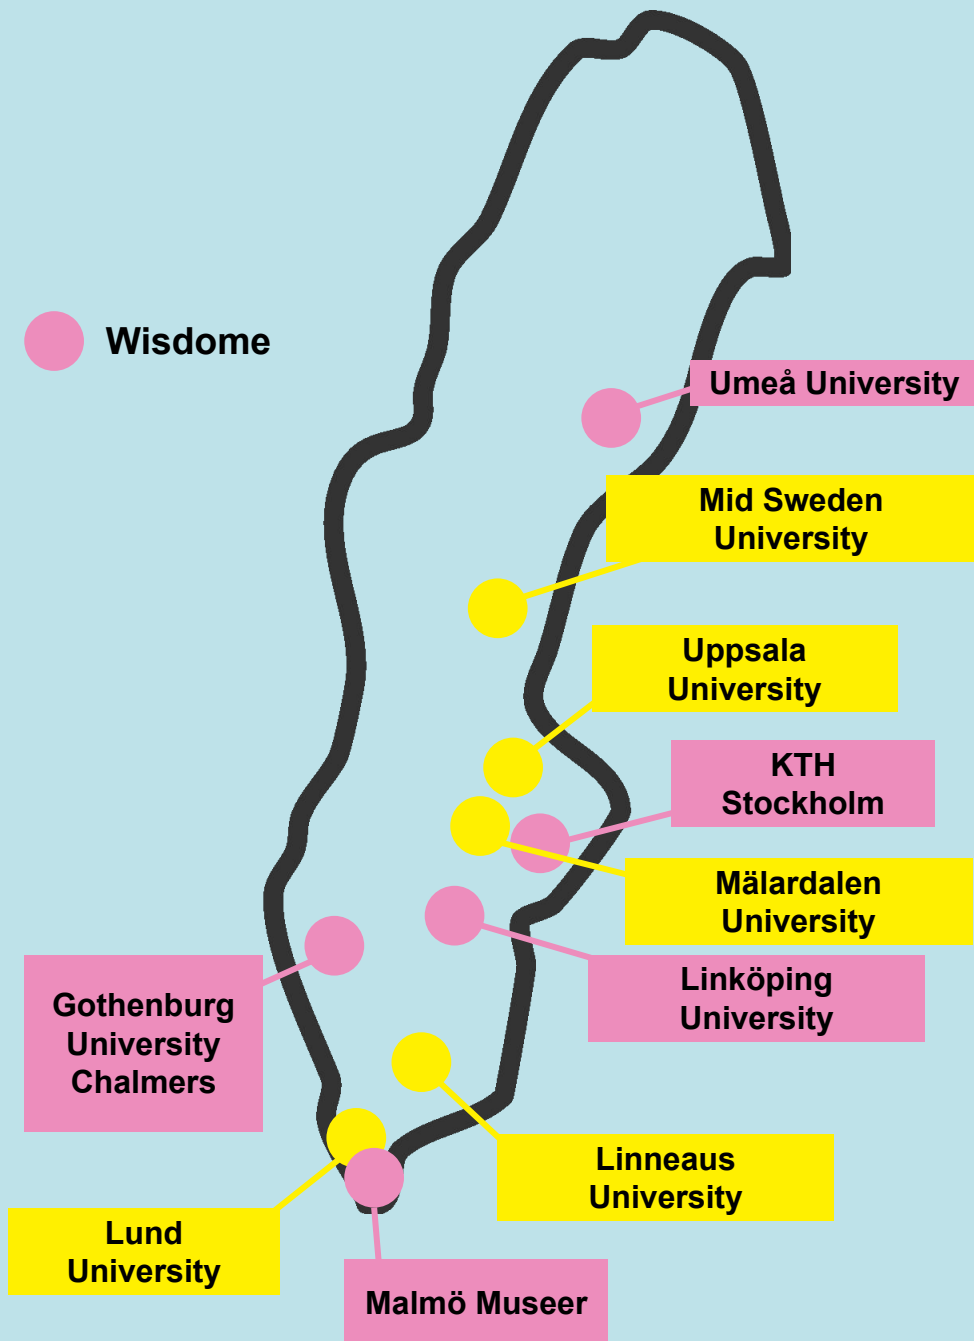 Wisdome
Umeå University
Mid Sweden
University
Uppsala
University
KTH
Stockholm
Mälardalen
University
Linköping
University
Gothenburg
University
Chalmers
Linneaus
University
Lund
University
Malmö Museer